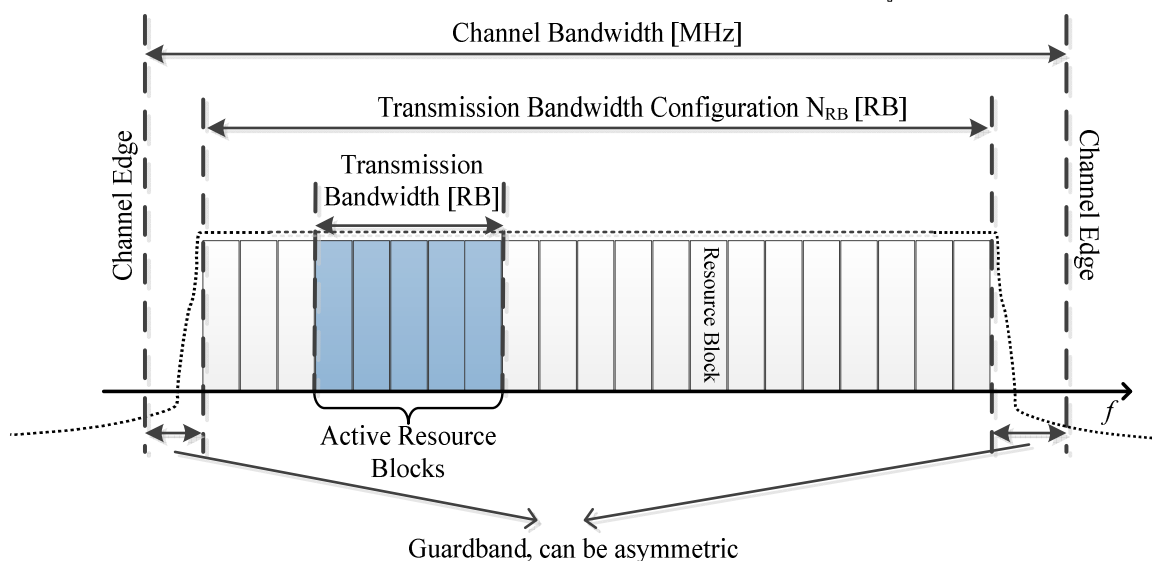 Channel Bandwidth [MHz]
Transmission Bandwidth Configuration NRB [RB]
Channel Edge
Transmission
Bandwidth [RB]
Channel Edge
Resource Block
f
Active Resource
Blocks
Guardband, can be asymmetric